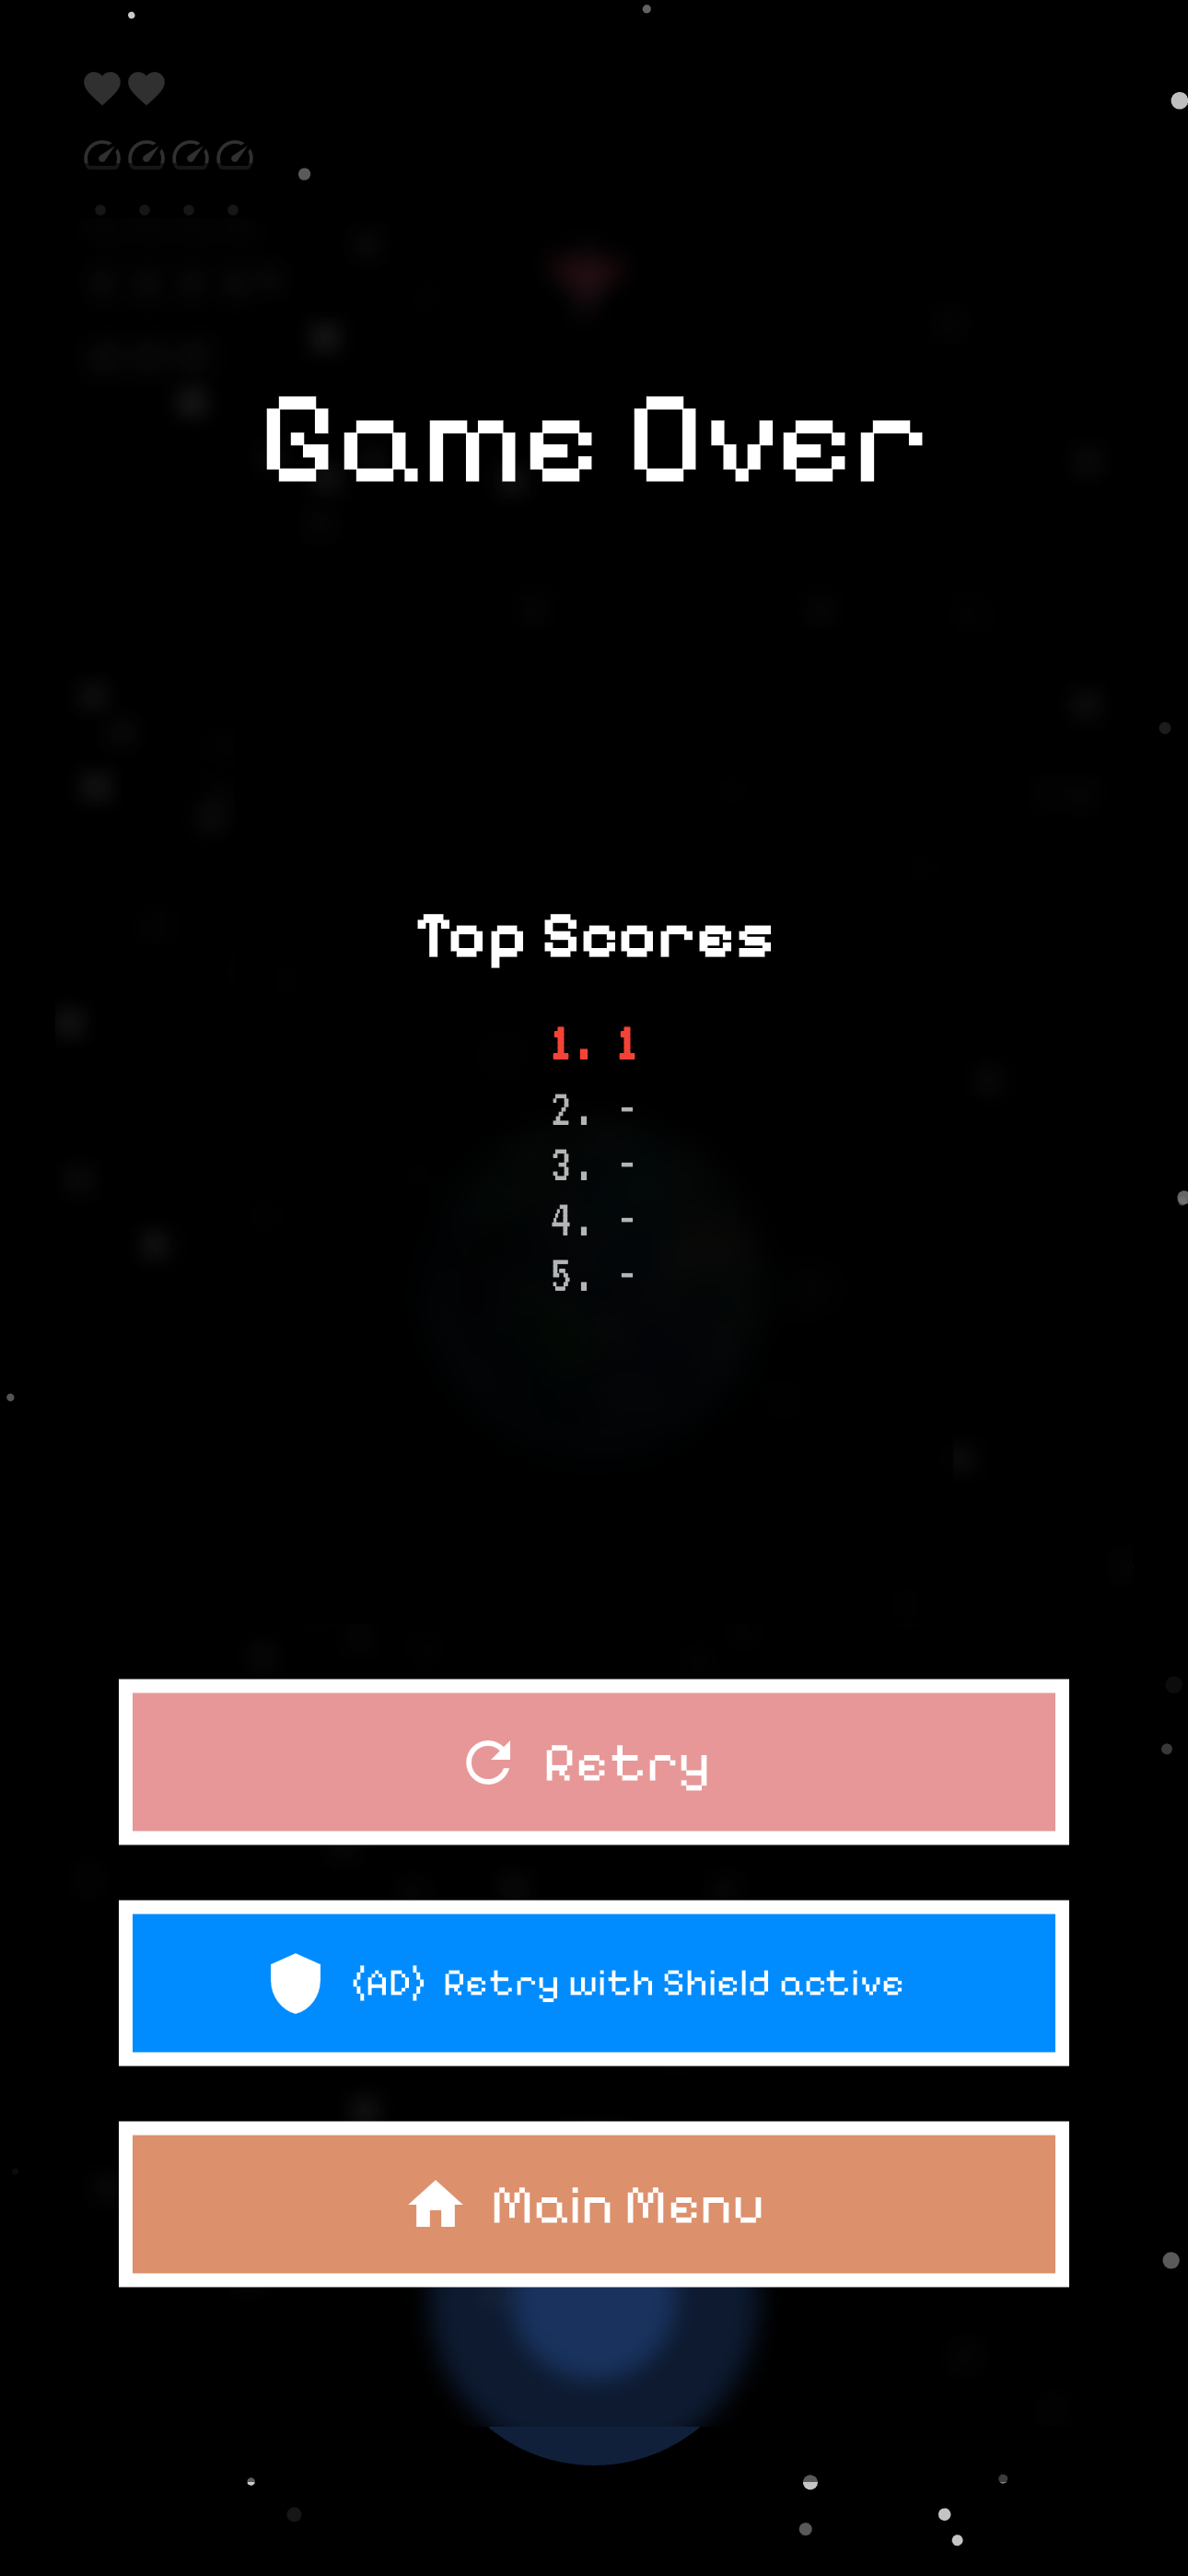 Game Over
Top Scores
1. 1
2. -
3. -
4. -
5. -
Retry
(AD) Retry with Shield active
Main Menu